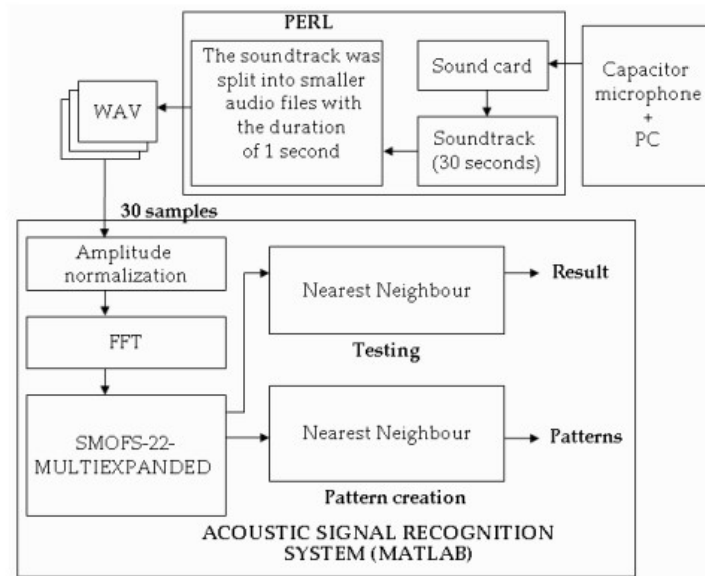 PERL
The soundtrack was
split into smaller
audio files with
the duration
of 1 second
Sound card
Soundtrack
(30 seconds)
Capacitor
microphone
+
PC
WAV
30 samples
Amplitude
normalization
FFT
SMOFS-22-
MULTIEXPANDED
Nearest Neighbour
Testing
Result
Nearest Neighbour
Pattern creation
Patterns
ACOUSTIC SIGNAL RECOGNITION
SYSTEM (MATLAB)